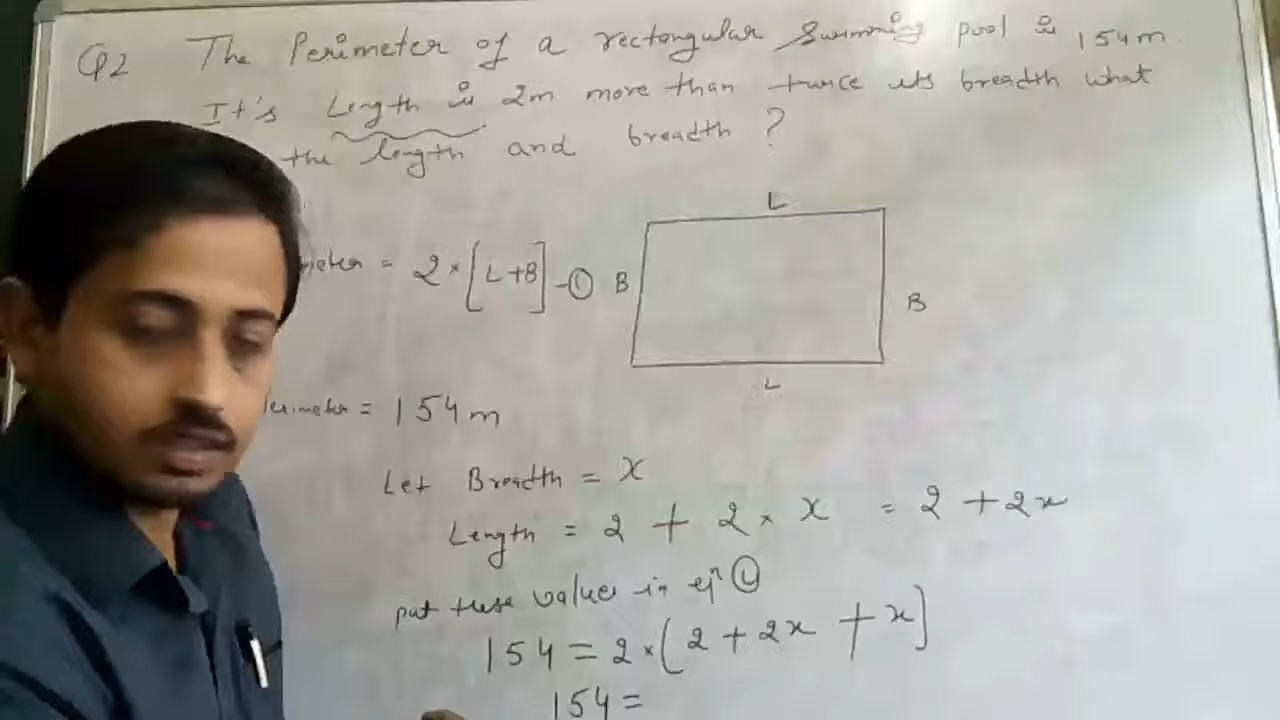 Q2 The Perimeter of a rectangular Swimming pool is 154m.
It's Length is 2m more than twice its breadth what
the length and breadth ?
L
meter = 2 × [L+B] - ① B
B
L
Perimeter = 154m
Let Breadth = x
Length = 2 + 2 × x = 2 + 2x
put these values in eqⁿ ①
154 = 2 × [2 + 2x + x]
154 =